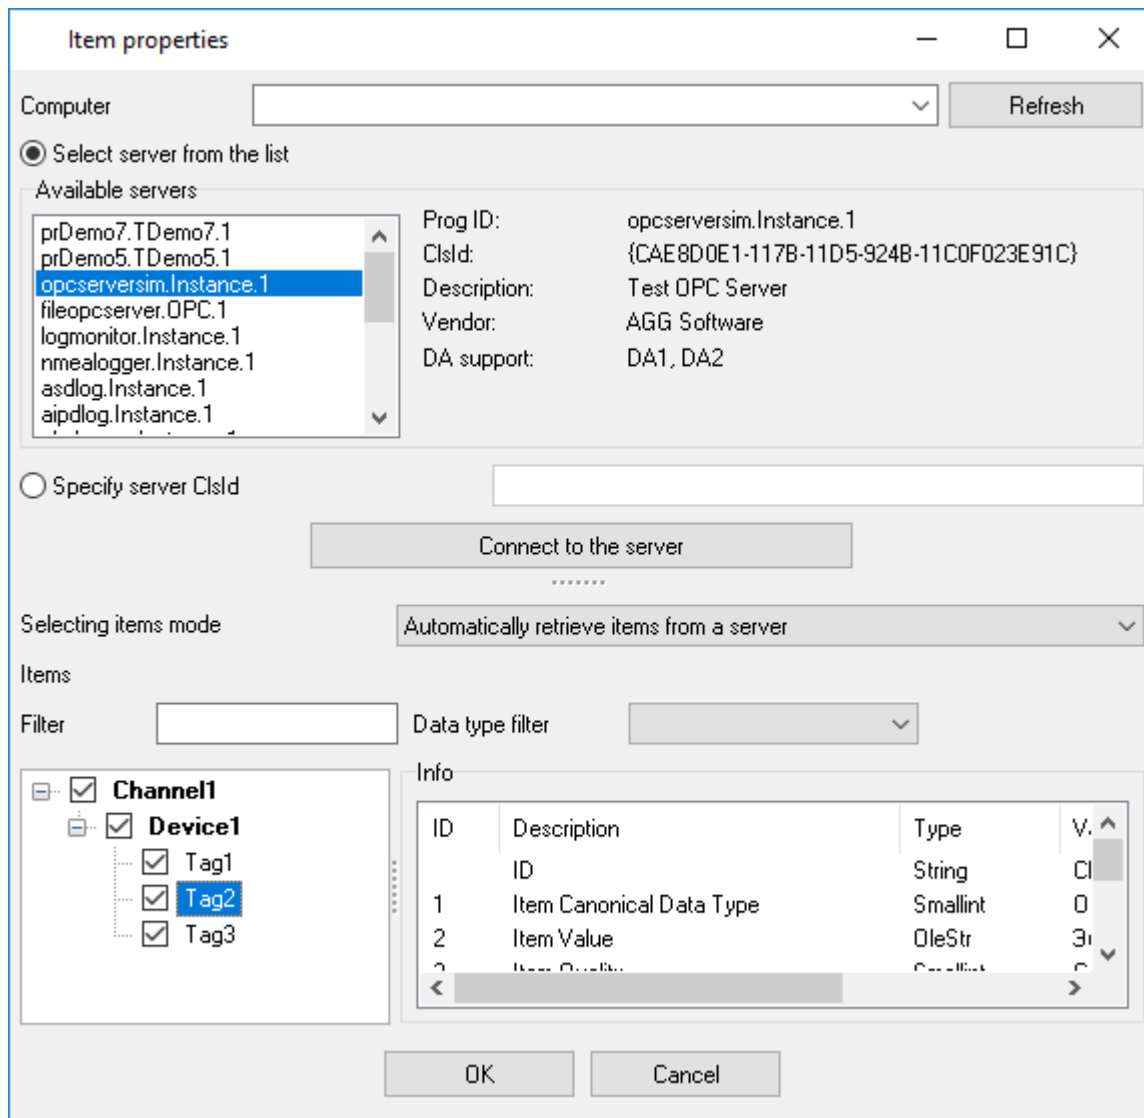 Item properties
Computer
Refresh
Select server from the list
Available servers
prDemo7.TDemo7.1
prDemo5.TDemo5.1
opcserversim.Instance.1
fileopcserver.OPC.1
logmonitor.Instance.1
nmealogger.Instance.1
asdlog.Instance.1
aipdlog.Instance.1
Prog ID: opcserversim.Instance.1
ClsId: {CAE8D0E1-117B-11D5-924B-11C0F023E91C}
Description: Test OPC Server
Vendor: AGG Software
DA support: DA1, DA2
Specify server ClsId
Connect to the server
Selecting items mode Automatically retrieve items from a server
Items
Filter Data type filter
Channel1
Device1
Tag1
Tag2
Tag3
Info
ID Description Type
ID String
1 Item Canonical Data Type Smallint
2 Item Value OleStr
Item Quality Smallint
OK Cancel